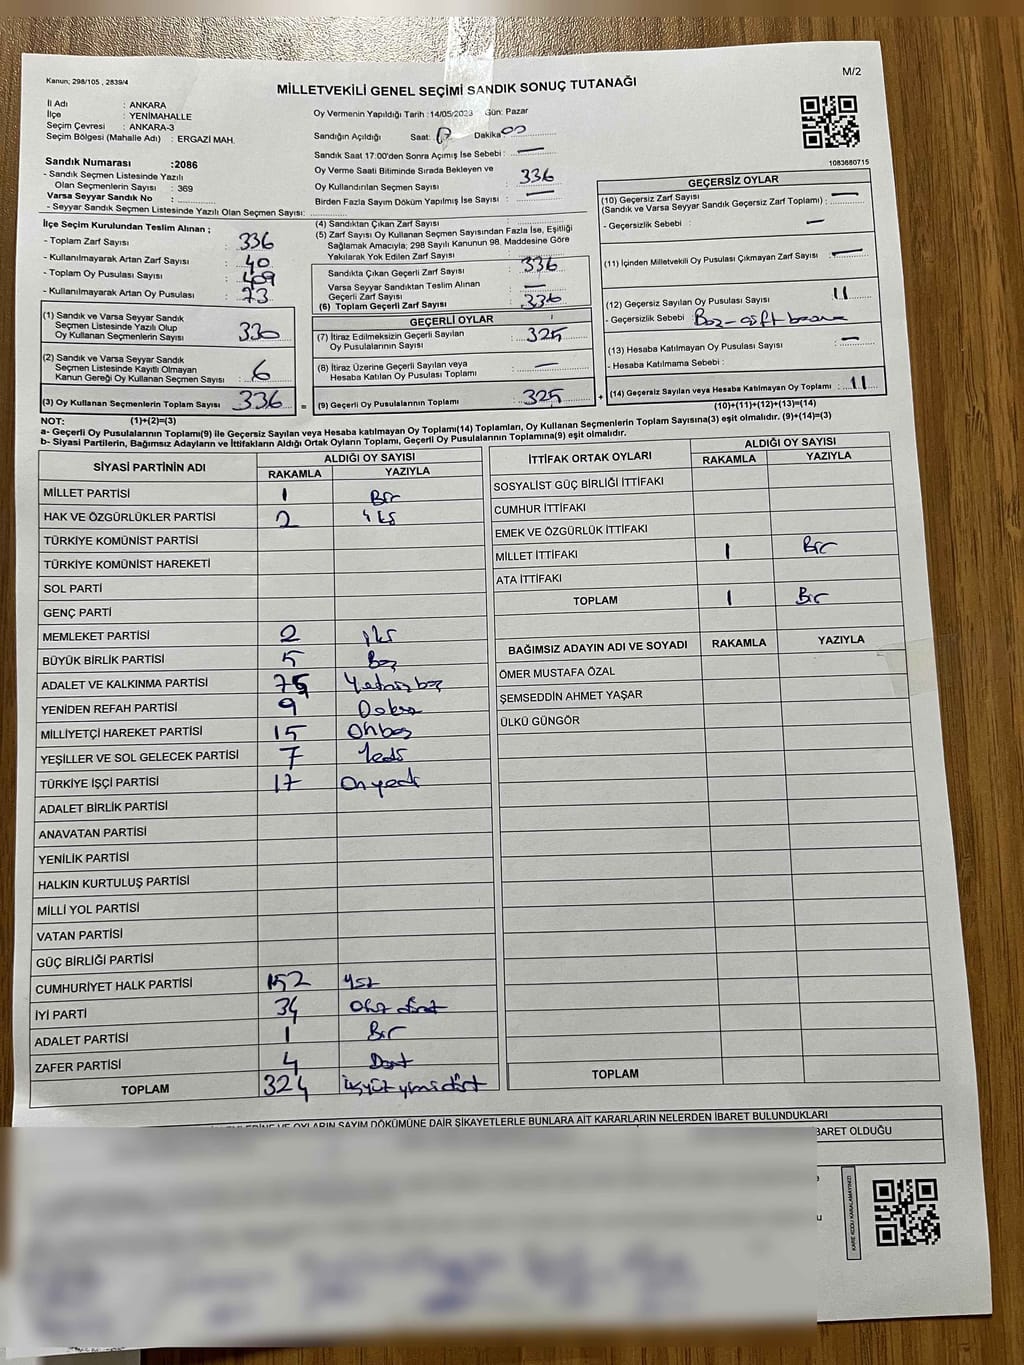 Kanun; 298/105 , 2839/4
M/2
MİLLETVEKİLİ GENEL SEÇİMİ SANDIK SONUÇ TUTANAĞI
İl Adı : ANKARA
İlçe : YENİMAHALLE
Seçim Çevresi : ANKARA-3
Seçim Bölgesi (Mahalle Adı) : ERGAZİ MAH.
Sandık Numarası :2086
- Sandık Seçmen Listesinde Yazılı
Olan Seçmenlerin Sayısı : 369
Varsa Seyyar Sandık No :
- Seyyar Sandık Seçmen Listesinde Yazılı Olan Seçmen Sayısı:
Oy Vermenin Yapıldığı Tarih :14/05/2023 Gün: Pazar
Sandığın Açıldığı Saat: Dakika 00
Sandık Saat 17:00'den Sonra Açımış İse Sebebi : —
Oy Verme Saati Bitiminde Sırada Bekleyen ve
Oy Kullandırılan Seçmen Sayısı : 336
Birden Fazla Sayım Döküm Yapılmış İse Sayısı : —
1083680715
İlçe Seçim Kurulundan Teslim Alınan ;
- Toplam Zarf Sayısı : 336
- Kullanılmayarak Artan Zarf Sayısı : 40
- Toplam Oy Pusulası Sayısı : 409
- Kullanılmayarak Artan Oy Pusulası : 73
(1) Sandık ve Varsa Seyyar Sandık
Seçmen Listesinde Yazılı Olup
Oy Kullanan Seçmenlerin Sayısı : 330
(2) Sandık ve Varsa Seyyar Sandık
Seçmen Listesinde Kayıtlı Olmayan
Kanun Gereği Oy Kullanan Seçmen Sayısı : 6
(3) Oy Kullanan Seçmenlerin Toplam Sayısı : 336
(1)+(2)=(3)
(4) Sandıktan Çıkan Zarf Sayısı :
(5) Zarf Sayısı Oy Kullanan Seçmen Sayısından Fazla İse, Eşitliği
Sağlamak Amacıyla; 298 Sayılı Kanunun 98. Maddesine Göre
Yakılarak Yok Edilen Zarf Sayısı :
Sandıkta Çıkan Geçerli Zarf Sayısı : 336
Varsa Seyyar Sandıktan Teslim Alınan
Geçerli Zarf Sayısı : —
(6) Toplam Geçerli Zarf Sayısı : 336
GEÇERLİ OYLAR
(7) İtiraz Edilmeksizin Geçerli Sayılan
Oy Pusulalarının Sayısı : 325
(8) İtiraz Üzerine Geçerli Sayılan veya
Hesaba Katılan Oy Pusulası Toplamı : —
(9) Geçerli Oy Pusulalarının Toplamı : 325
GEÇERSİZ OYLAR
(10) Geçersiz Zarf Sayısı
(Sandık ve Varsa Seyyar Sandık Geçersiz Zarf Toplamı) : —
- Geçersizlik Sebebi : —
(11) İçinden Milletvekili Oy Pusulası Çıkmayan Zarf Sayısı : —
(12) Geçersiz Sayılan Oy Pusulası Sayısı : 11
- Geçersizlik Sebebi :
(13) Hesaba Katılmayan Oy Pusulası Sayısı : —
- Hesaba Katılmama Sebebi :
(14) Geçersiz Sayılan veya Hesaba Katılmayan Oy Toplamı : 11
(10)+(11)+(12)+(13)=(14)
NOT:
a- Geçerli Oy Pusulalarının Toplamı(9) ile Geçersiz Sayılan veya Hesaba katılmayan Oy Toplamı(14) Toplamları, Oy Kullanan Seçmenlerin Toplam Sayısına(3) eşit olmalıdır. (9)+(14)=(3)
b- Siyasi Partilerin, Bağımsız Adayların ve İttifakların Aldığı Ortak Oyların Toplamı, Geçerli Oy Pusulalarının Toplamına(9) eşit olmalıdır.
SİYASİ PARTİNİN ADI ALDIĞI OY SAYISI
RAKAMLA YAZIYLA
MİLLET PARTİSİ 1 Bir
HAK VE ÖZGÜRLÜKLER PARTİSİ 2 iki
TÜRKİYE KOMÜNİST PARTİSİ
TÜRKİYE KOMÜNİST HAREKETİ
SOL PARTİ
GENÇ PARTİ
MEMLEKET PARTİSİ 2 iki
BÜYÜK BİRLİK PARTİSİ 5 Beş
ADALET VE KALKINMA PARTİSİ 75 Yetmiş beş
YENİDEN REFAH PARTİSİ 9 Dokuz
MİLLİYETÇİ HAREKET PARTİSİ 15 Onbeş
YEŞİLLER VE SOL GELECEK PARTİSİ 7 Yedi
TÜRKİYE İŞÇİ PARTİSİ 17 Onyedi
ADALET BİRLİK PARTİSİ
ANAVATAN PARTİSİ
YENİLİK PARTİSİ
HALKIN KURTULUŞ PARTİSİ
MİLLİ YOL PARTİSİ
VATAN PARTİSİ
GÜÇ BİRLİĞİ PARTİSİ
CUMHURİYET HALK PARTİSİ 152
İYİ PARTİ 34 Otuz dört
ADALET PARTİSİ 1 Bir
ZAFER PARTİSİ 4 Dört
TOPLAM 324 üçyüz yirmi dört
İTTİFAK ORTAK OYLARI ALDIĞI OY SAYISI
RAKAMLA YAZIYLA
SOSYALİST GÜÇ BİRLİĞİ İTTİFAKI
CUMHUR İTTİFAKI
EMEK VE ÖZGÜRLÜK İTTİFAKI
MİLLET İTTİFAKI 1 Bir
ATA İTTİFAKI
TOPLAM 1 Bir
BAĞIMSIZ ADAYIN ADI VE SOYADI RAKAMLA YAZIYLA
ÖMER MUSTAFA ÖZAL
ŞEMSEDDİN AHMET YAŞAR
ÜLKÜ GÜNGÖR
TOPLAM
OYLARIN SAYIM DÖKÜMÜNE DAİR ŞİKAYETLERLE BUNLARA AİT KARARLARIN NELERDEN İBARET BULUNDUKLARI
BARET OLDUĞU
KARE KODU KARALAMAYINIZ!